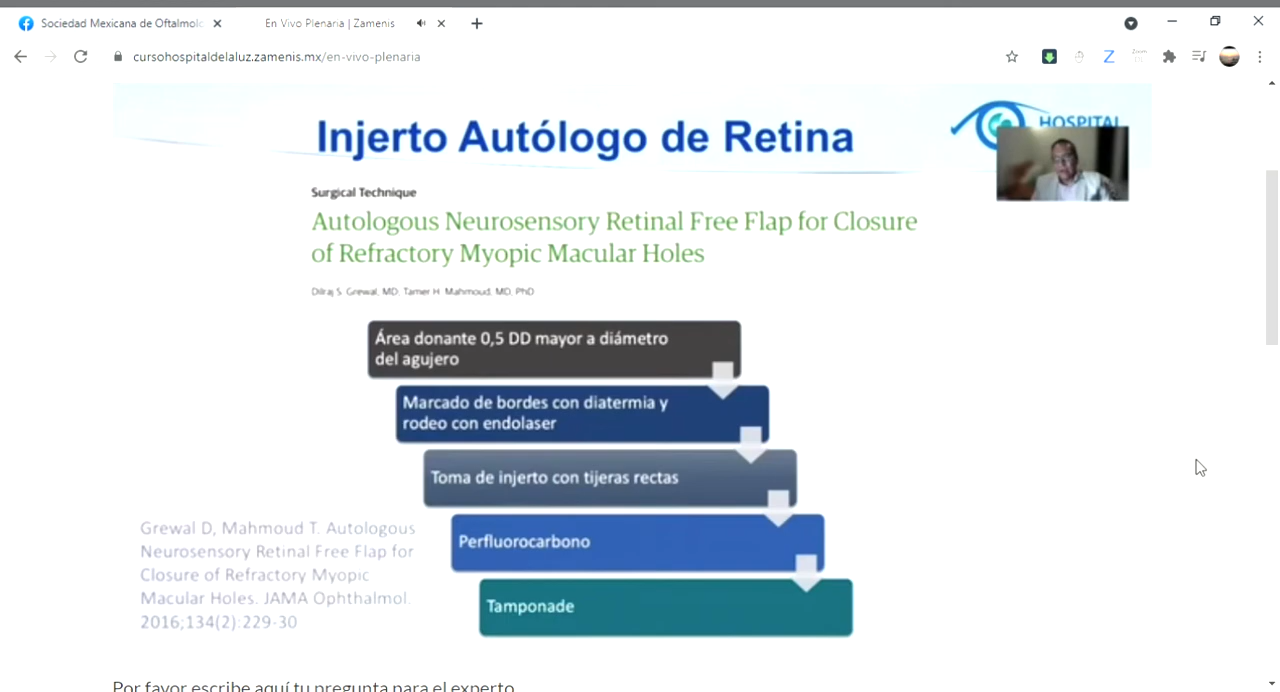 Sociedad Mexicana de Oftalmolo
En Vivo Plenaria | Zamenis
cursohospitaldelaluz.zamenis.mx/en-vivo-plenaria
Injerto Autólogo de Retina
HOSPITAL
Surgical Technique
Autologous Neurosensory Retinal Free Flap for Closure
of Refractory Myopic Macular Holes
Dilraj S. Grewal, MD; Tamer H. Mahmoud, MD, PhD
Área donante 0,5 DD mayor a diámetro
del agujero
Marcado de bordes con diatermia y
rodeo con endolaser
Toma de injerto con tijeras rectas
Perfluorocarbono
Tamponade
Grewal D, Mahmoud T. Autologous
Neurosensory Retinal Free Flap for
Closure of Refractory Myopic
Macular Holes. JAMA Ophthalmol.
2016;134(2):229-30
Por favor escribe aquí tu pregunta para el experto